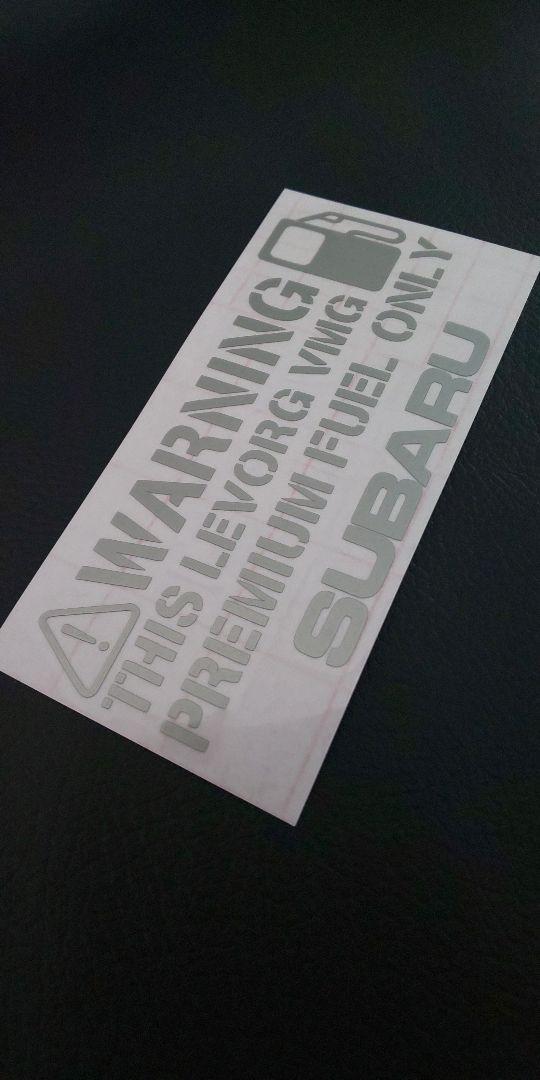 WARNING
THIS LEVORG VMG
PREMIUM FUEL ONLY
SUBARU